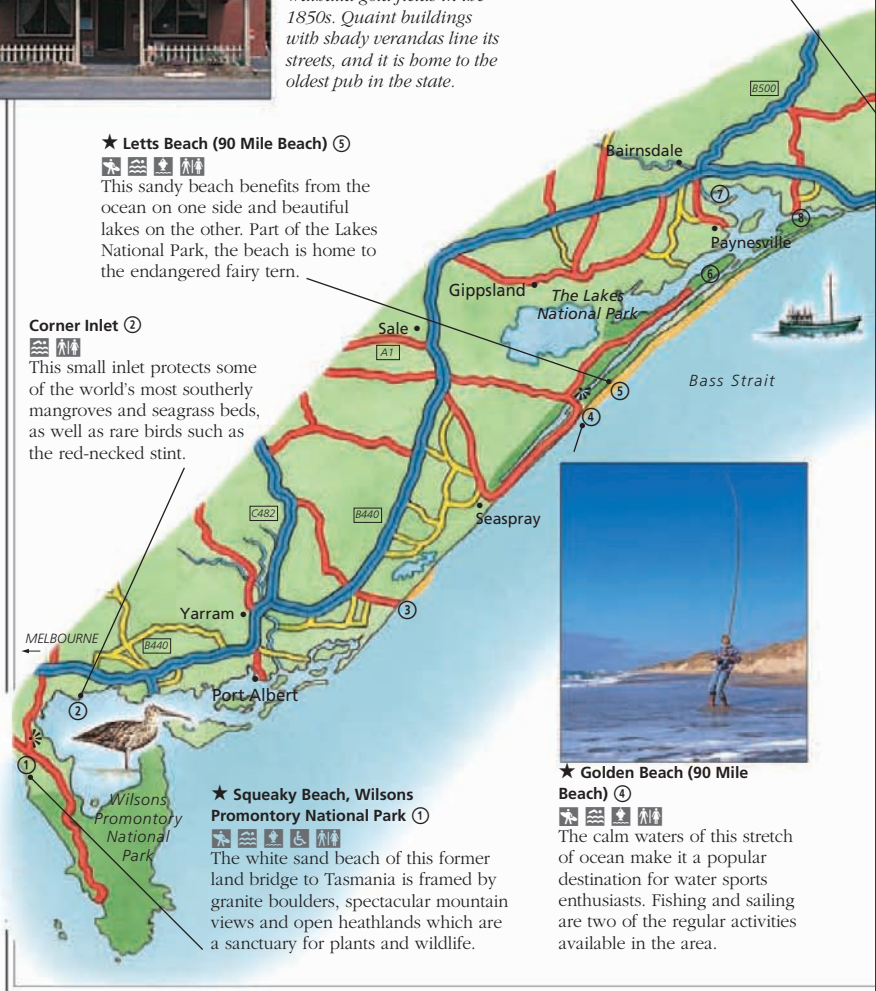 1850s. Quaint buildings
with shady verandas line its
streets, and it is home to the
oldest pub in the state.
★ Letts Beach (90 Mile Beach) ⑤
This sandy beach benefits from the
ocean on one side and beautiful
lakes on the other. Part of the Lakes
National Park, the beach is home to
the endangered fairy tern.
Corner Inlet ②
This small inlet protects some
of the world's most southerly
mangroves and seagrass beds,
as well as rare birds such as
the red-necked stint.
B500
Bairnsdale
⑦
⑧
Paynesville
⑥
Gippsland
The Lakes
National Park
Sale
A1
⑤
Bass Strait
④
C482
B440
Seaspray
Yarram
③
MELBOURNE
B440
Port Albert
②
①
Wilsons
Promontory
National
Park
★ Squeaky Beach, Wilsons
Promontory National Park ①
The white sand beach of this former
land bridge to Tasmania is framed by
granite boulders, spectacular mountain
views and open heathlands which are
a sanctuary for plants and wildlife.
★ Golden Beach (90 Mile
Beach) ④
The calm waters of this stretch
of ocean make it a popular
destination for water sports
enthusiasts. Fishing and sailing
are two of the regular activities
available in the area.